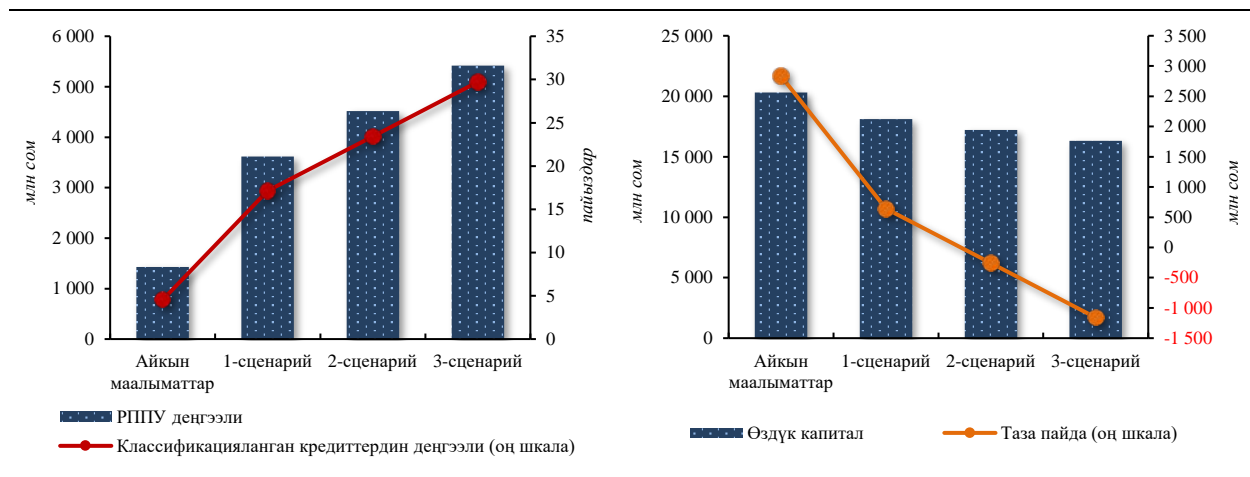 6 000
5 000
4 000
3 000
2 000
1 000
0
млн сом
35
30
25
20
15
10
5
0
пайыздар
Айкын маалыматтар
1-сценарий
2-сценарий
3-сценарий
РППУ деңгээли
Классификацияланган кредиттердин деңгээли (оң шкала)
25 000
20 000
15 000
10 000
5 000
0
млн сом
3 500
3 000
2 500
2 000
1 500
1 000
500
0
-500
-1 000
-1 500
млн сом
Айкын маалыматтар
1-сценарий
2-сценарий
3-сценарий
Өздүк капитал
Таза пайда (оң шкала)